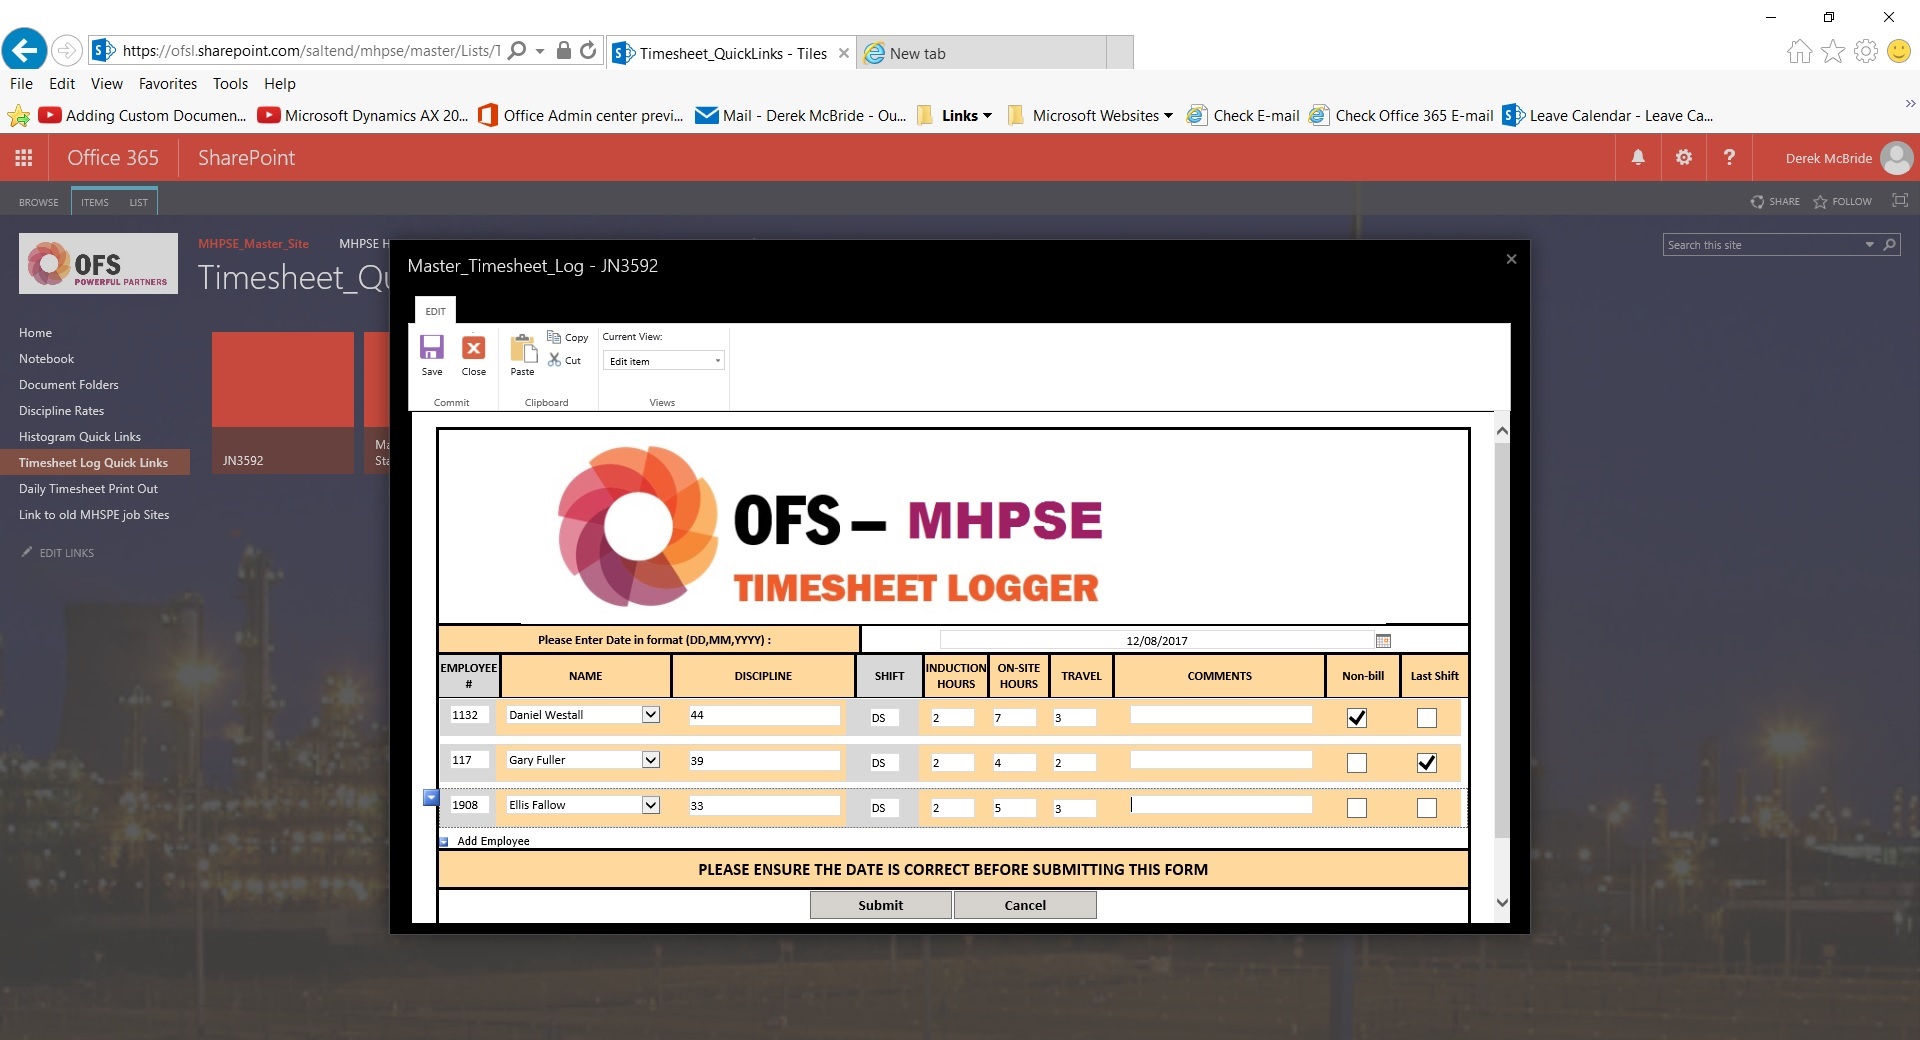 https://ofsl.sharepoint.com/saltend/mhpse/master/Lists/T
Timesheet_QuickLinks - Tiles
New tab
File Edit View Favorites Tools Help
Adding Custom Documen... Microsoft Dynamics AX 20... Office Admin center previ... Mail - Derek McBride - Ou... Links Microsoft Websites Check E-mail Check Office 365 E-mail Leave Calendar - Leave Ca...
Office 365 SharePoint Derek McBride
BROWSE ITEMS LIST SHARE FOLLOW
OFS
POWERFUL PARTNERS
MHPSE_Master_Site MHPSE H
Timesheet_Qu
Search this site
Home
Notebook
Document Folders
Discipline Rates
Histogram Quick Links
Timesheet Log Quick Links
Daily Timesheet Print Out
Link to old MHSPE job Sites
EDIT LINKS
JN3592
Ma
Sta
Master_Timesheet_Log - JN3592
EDIT
Save Close Paste Copy Cut
Current View:
Edit item
Commit Clipboard Views
OFS – MHPSE
TIMESHEET LOGGER
Please Enter Date in format (DD,MM,YYYY) : 12/08/2017
EMPLOYEE # NAME DISCIPLINE SHIFT INDUCTION HOURS ON-SITE HOURS TRAVEL COMMENTS Non-bill Last Shift
1132 Daniel Westall 44 DS 2 7 3
117 Gary Fuller 39 DS 2 4 2
1908 Ellis Fallow 33 DS 2 5 3
Add Employee
PLEASE ENSURE THE DATE IS CORRECT BEFORE SUBMITTING THIS FORM
Submit Cancel